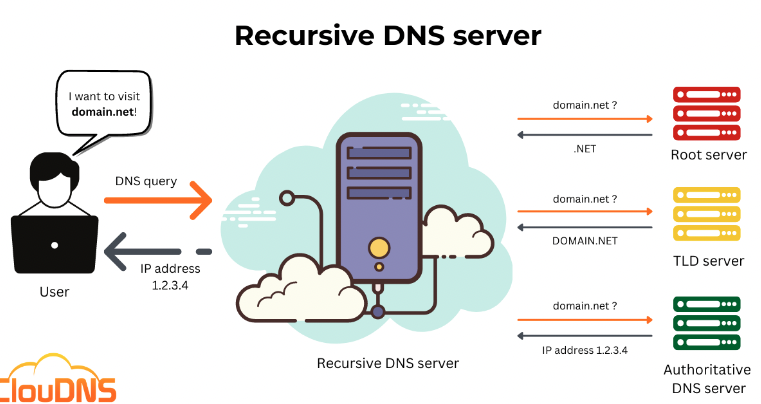 Recursive DNS server
I want to visit
domain.net!
DNS query
IP address
1.2.3.4
User
Recursive DNS server
domain.net ?
.NET
Root server
domain.net ?
DOMAIN.NET
TLD server
domain.net ?
IP address 1.2.3.4
Authoritative
DNS server
ClouDNS